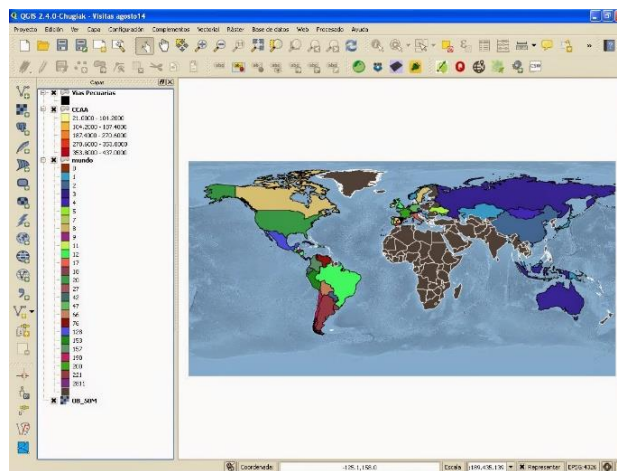 QGIS 2.4.0-Chugiak - Visitas agosto14
Proyecto Edición Ver Capa Configuración Complementos Vectorial Ráster Base de datos Web Procesado Ayuda
Capas
Vias Pecuarias
CCAA
21.0000 - 104.2000
104.2000 - 187.4000
187.4000 - 270.6000
270.6000 - 353.8000
353.8000 - 437.0000
mundo
0
1
2
3
4
5
7
8
9
11
12
17
18
20
27
42
47
66
76
128
153
157
190
200
221
2811
Coordenada:
-125.1,158.0
Escala
EPSG:4326
Representar